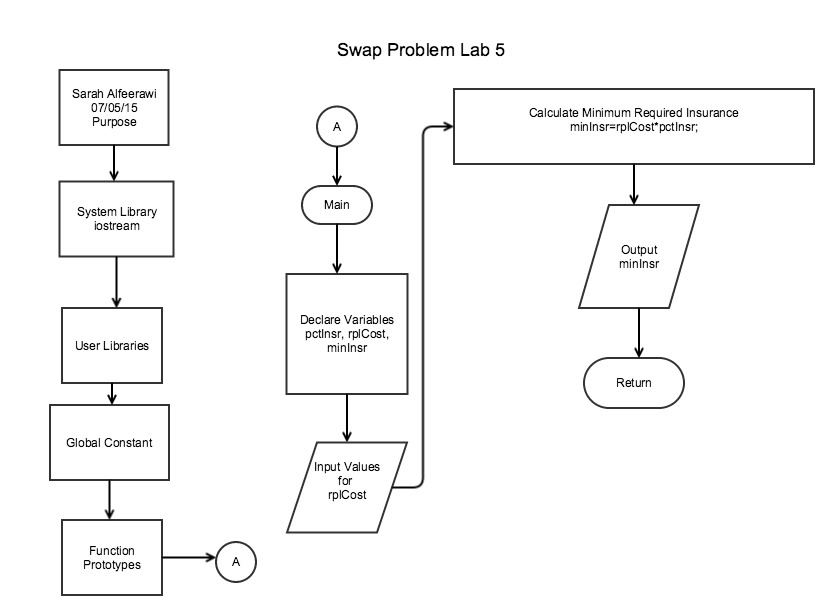 Swap Problem Lab 5
Sarah Alfeerawi
07/05/15
Purpose
System Library
iostream
User Libraries
Global Constant
Function
Prototypes
A
A
Main
Declare Variables
pctInsr, rplCost,
minInsr
Input Values
for
rplCost
Calculate Minimum Required Insurance
minInsr=rplCost*pctInsr;
Output
minInsr
Return